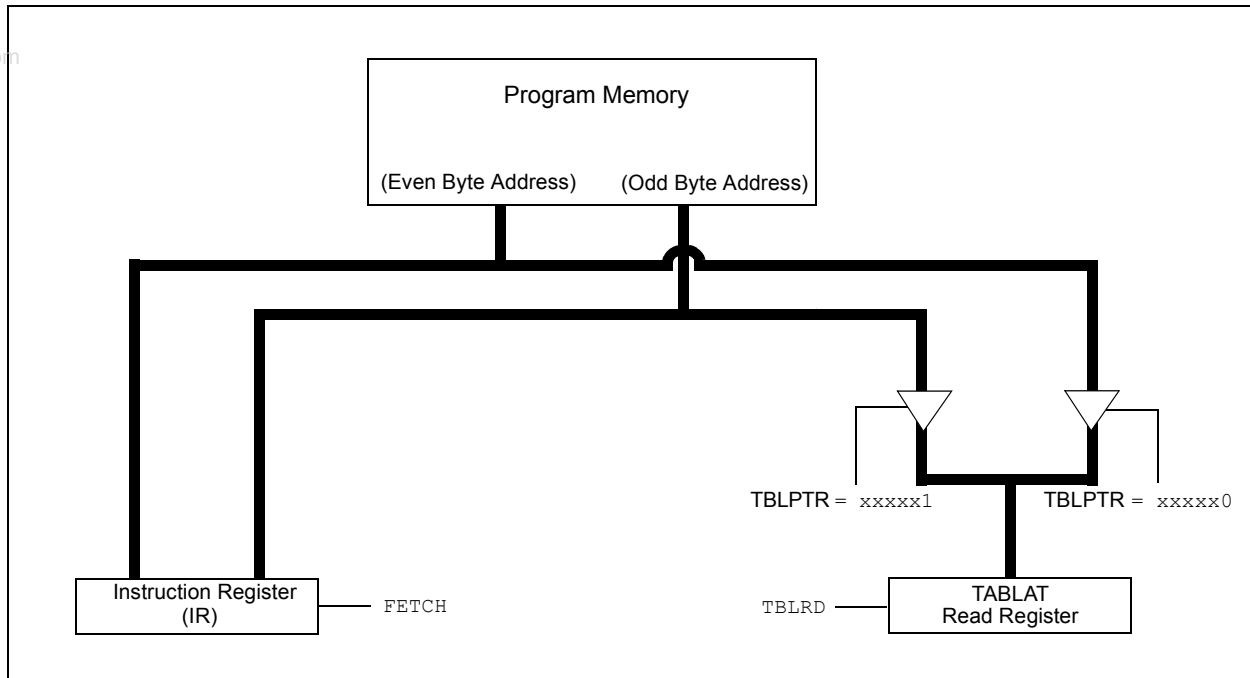 om
Program Memory
(Even Byte Address) (Odd Byte Address)
TBLPTR = xxxxx1 TBLPTR = xxxxx0
Instruction Register
(IR)
FETCH
TBLRD
TABLAT
Read Register